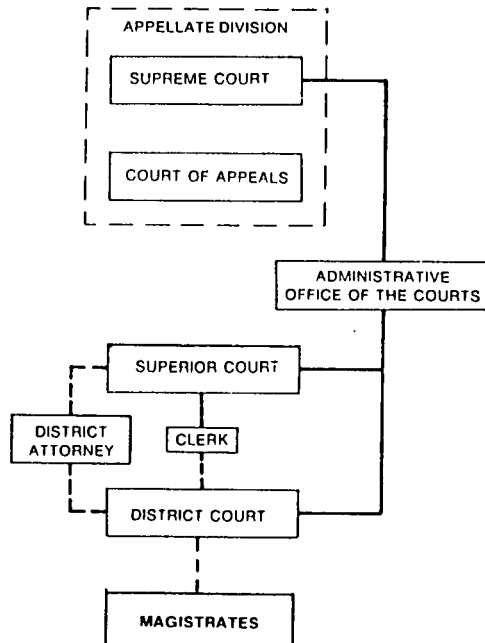 APPELLATE DIVISION
SUPREME COURT
COURT OF APPEALS
ADMINISTRATIVE
OFFICE OF THE COURTS
SUPERIOR COURT
DISTRICT
ATTORNEY
CLERK
DISTRICT COURT
MAGISTRATES